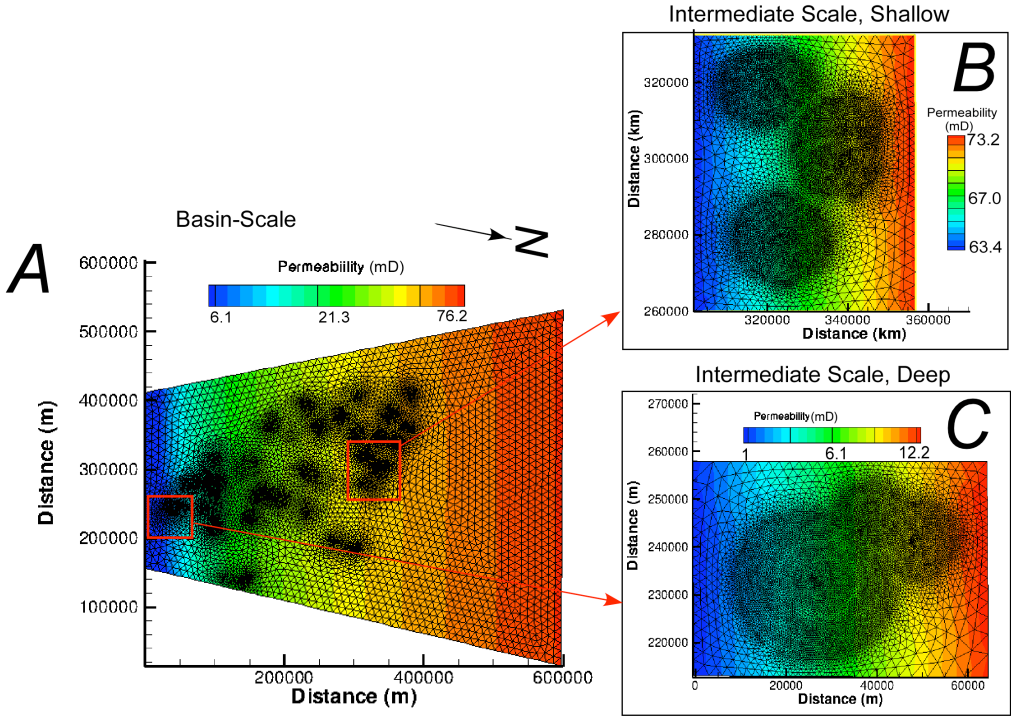 Intermediate Scale, Shallow
B
320000
300000
280000
260000
Distance (km)
320000
340000
360000
Distance (km)
Permeability
(mD)
73.2
67.0
63.4
Basin-Scale
N
A
600000
500000
400000
300000
200000
100000
Distance (m)
Permeabiility (mD)
6.1
21.3
76.2
200000
400000
600000
Distance (m)
Intermediate Scale, Deep
C
270000
260000
250000
240000
230000
220000
Distance (m)
Permeability (mD)
1
6.1
12.2
0
20000
40000
60000
Distance (m)